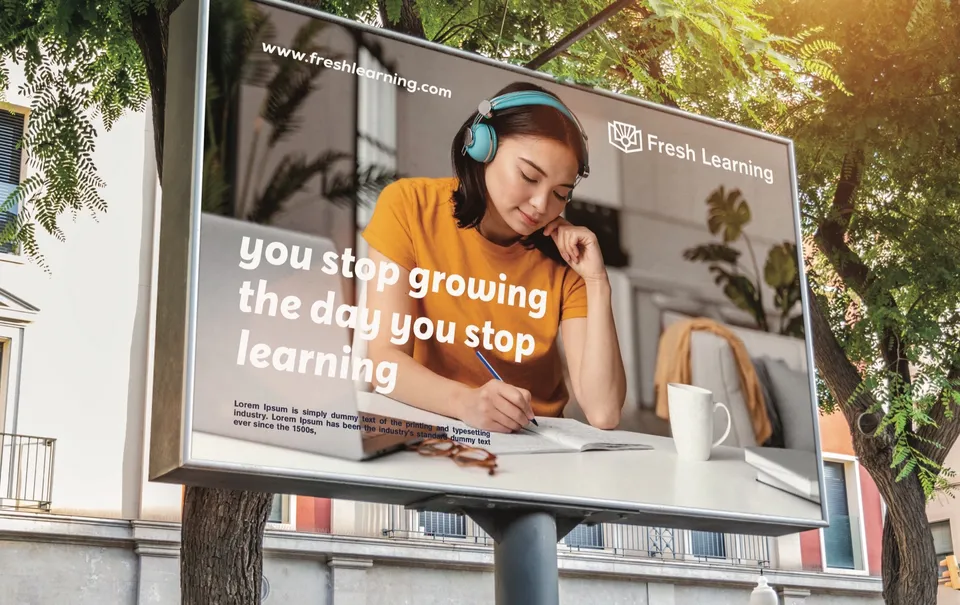 www.freshlearning.com
Fresh Learning
you stop growing
the day you stop
learning
Lorem Ipsum is simply dummy text of the printing and typesetting
industry. Lorem Ipsum has been the industry's standard dummy text
ever since the 1500s,